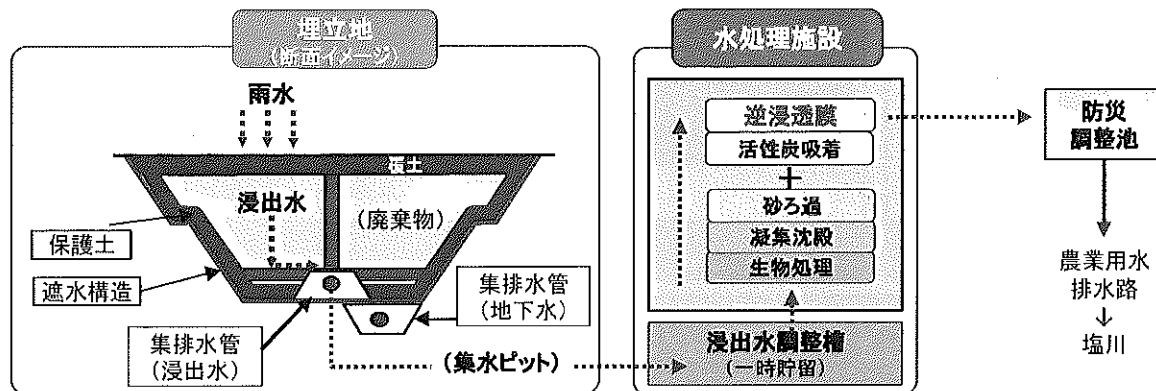 埋立地
(断面イメージ)
雨水
覆土
浸出水
(廃棄物)
保護土
遮水構造
集排水管
(浸出水)
集排水管
(地下水)
(集水ピット)
水処理施設
逆浸透膜
活性炭吸着
+
砂ろ過
凝集沈殿
生物処理
浸出水調整槽
(一時貯留)
防災
調整池
農業用水
排水路
↓
塩川